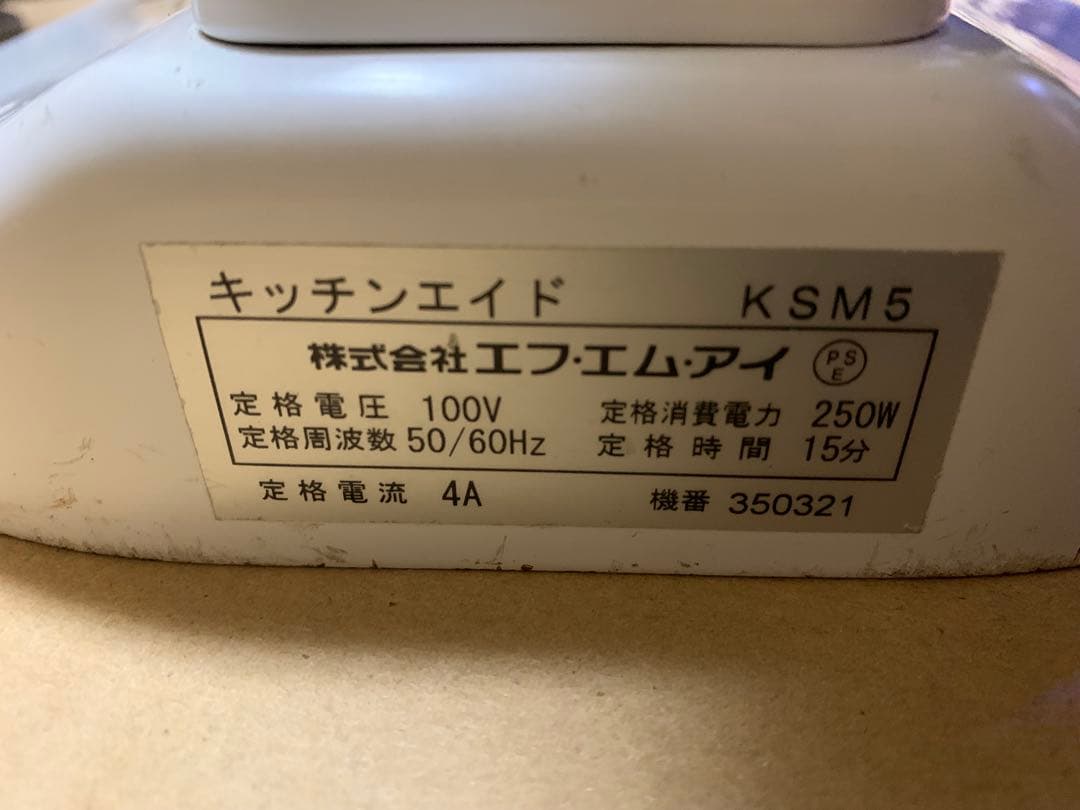 キッチンエイド KSM5
株式会社エフ・エム・アイ PSE
定格電圧 100V 定格消費電力 250W
定格周波数 50/60Hz 定格時間 15分
定格電流 4A 機番 350321